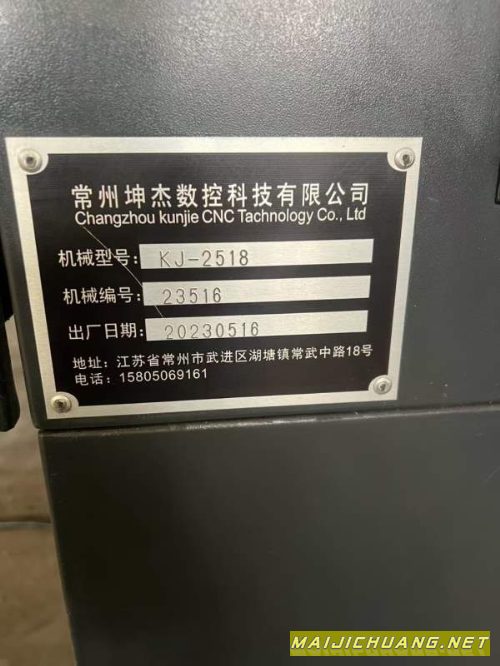 常州坤杰数控科技有限公司
Changzhou kunjie CNC Tachnology Co., Ltd
机械型号: KJ-2518
机械编号: 23516
出厂日期: 20230516
地址: 江苏省常州市武进区湖塘镇常武中路18号
电话: 15805069161
MAIJICHUANG.NET